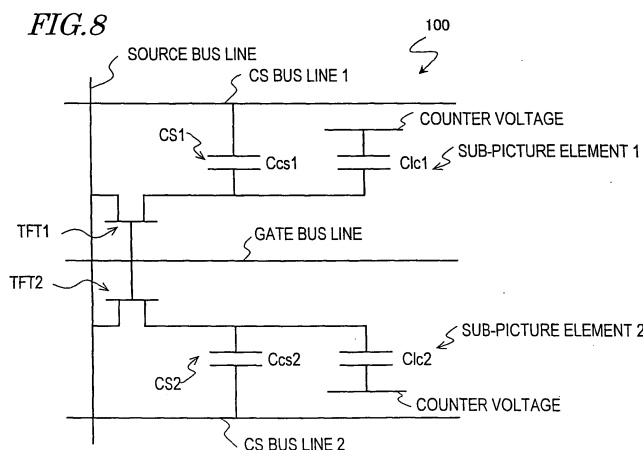 FIG.8
SOURCE BUS LINE
100
CS BUS LINE 1
COUNTER VOLTAGE
CS1
Ccs1
Clc1
SUB-PICTURE ELEMENT 1
TFT1
GATE BUS LINE
TFT2
SUB-PICTURE ELEMENT 2
Ccs2
Clc2
CS2
COUNTER VOLTAGE
CS BUS LINE 2